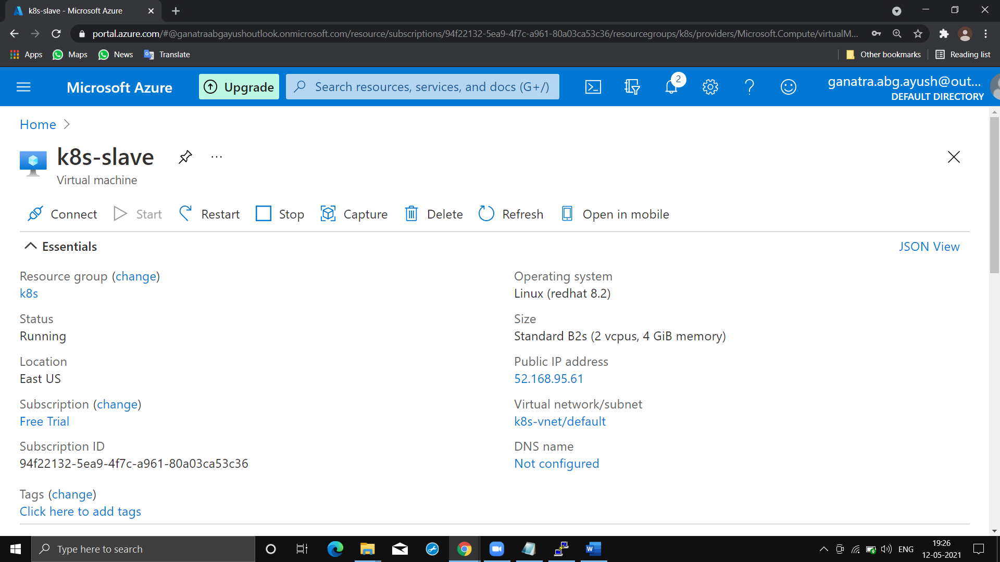 k8s-slave - Microsoft Azure
portal.azure.com/#@ganatraabgayushoutlook.onmicrosoft.com/resource/subscriptions/94f22132-5ea9-4f7c-a961-80a03ca53c36/resourcegroups/k8s/providers/Microsoft.Compute/virtualM...
Apps Maps News Translate Other bookmarks Reading list
Microsoft Azure Upgrade Search resources, services, and docs (G+/) 2 ganatra.abg.ayush@out...
DEFAULT DIRECTORY
Home
k8s-slave ...
Virtual machine
Connect Start Restart Stop Capture Delete Refresh Open in mobile
Essentials JSON View
Resource group (change)
k8s
Status
Running
Location
East US
Subscription (change)
Free Trial
Subscription ID
94f22132-5ea9-4f7c-a961-80a03ca53c36
Tags (change)
Click here to add tags
Operating system
Linux (redhat 8.2)
Size
Standard B2s (2 vcpus, 4 GiB memory)
Public IP address
52.168.95.61
Virtual network/subnet
k8s-vnet/default
DNS name
Not configured
Type here to search
ENG
19:26
12-05-2021